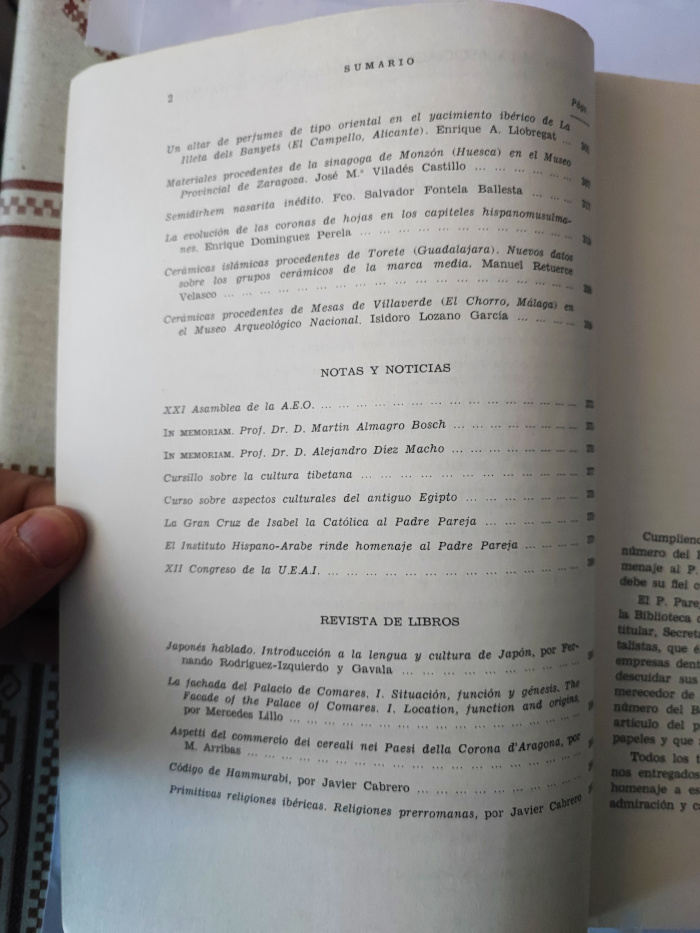 SUMARIO
2
Págs.
Un altar de perfumes de tipo oriental en el yacimiento ibérico de La
Illeta dels Banyets (El Campello, Alicante). Enrique A. Llobregat ...
Materiales procedentes de la sinagoga de Monzón (Huesca) en el Museo
Provincial de Zaragoza. José M.ª Viladés Castillo ... ... ... ... ...
Semidirhem nasarita inédito. Fco. Salvador Fontela Ballesta ... ... ...
La evolución de las coronas de hojas en los capiteles hispanomusulma-
nes. Enrique Domínguez Perela ... ... ... ... ... ... ... ... ... ...
Cerámicas islámicas procedentes de Torete (Guadalajara). Nuevos datos
sobre los grupos cerámicos de la marca media. Manuel Retuerce
Velasco ... ... ... ... ... ... ... ... ... ... ... ... ... ... ... ...
Cerámicas procedentes de Mesas de Villaverde (El Chorro, Málaga) en
el Museo Arqueológico Nacional. Isidoro Lozano García ... ... ... ...
NOTAS Y NOTICIAS
XXI Asamblea de la A.E.O. ... ... ... ... ... ... ... ... ... ... ... ...
IN MEMORIAM. Prof. Dr. D. Martín Almagro Bosch ... ... ... ... ... ...
IN MEMORIAM. Prof. Dr. D. Alejandro Díez Macho ... ... ... ... ... ...
Cursillo sobre la cultura tibetana ... ... ... ... ... ... ... ... ... ...
Curso sobre aspectos culturales del antiguo Egipto ... ... ... ... ...
La Gran Cruz de Isabel la Católica al Padre Pareja ... ... ... ... ...
El Instituto Hispano-Arabe rinde homenaje al Padre Pareja ... ... ...
XII Congreso de la U.E.A.I. ... ... ... ... ... ... ... ... ... ... ... ...
REVISTA DE LIBROS
Japonés hablado. Introducción a la lengua y cultura de Japón, por Fer-
nando Rodríguez-Izquierdo y Gavala ... ... ... ... ... ... ... ...
La fachada del Palacio de Comares. I. Situación, función y génesis. The
Facade of the Palace of Comares. I. Location, function and origins,
por Mercedes Lillo ... ... ... ... ... ... ... ... ... ... ... ... ...
Aspetti del commercio dei cereali nei Paesi della Corona d'Aragona, por
M. Arribas ... ... ... ... ... ... ... ... ... ... ... ... ... ... ...
Código de Hammurabi, por Javier Cabrero ... ... ... ... ... ... ...
Primitivas religiones ibéricas. Religiones prerromanas, por Javier Cabrero
Cumpliend
número del
menaje al P.
debe su fiel
El P. Pare
la Biblioteca
titular, Secret
talistas, que é
empresas dent
descuidar sus
merecedor de
número del B
artículo del p
papeles y que
Todos los t
nos entregados
homenaje a es
admiración y c